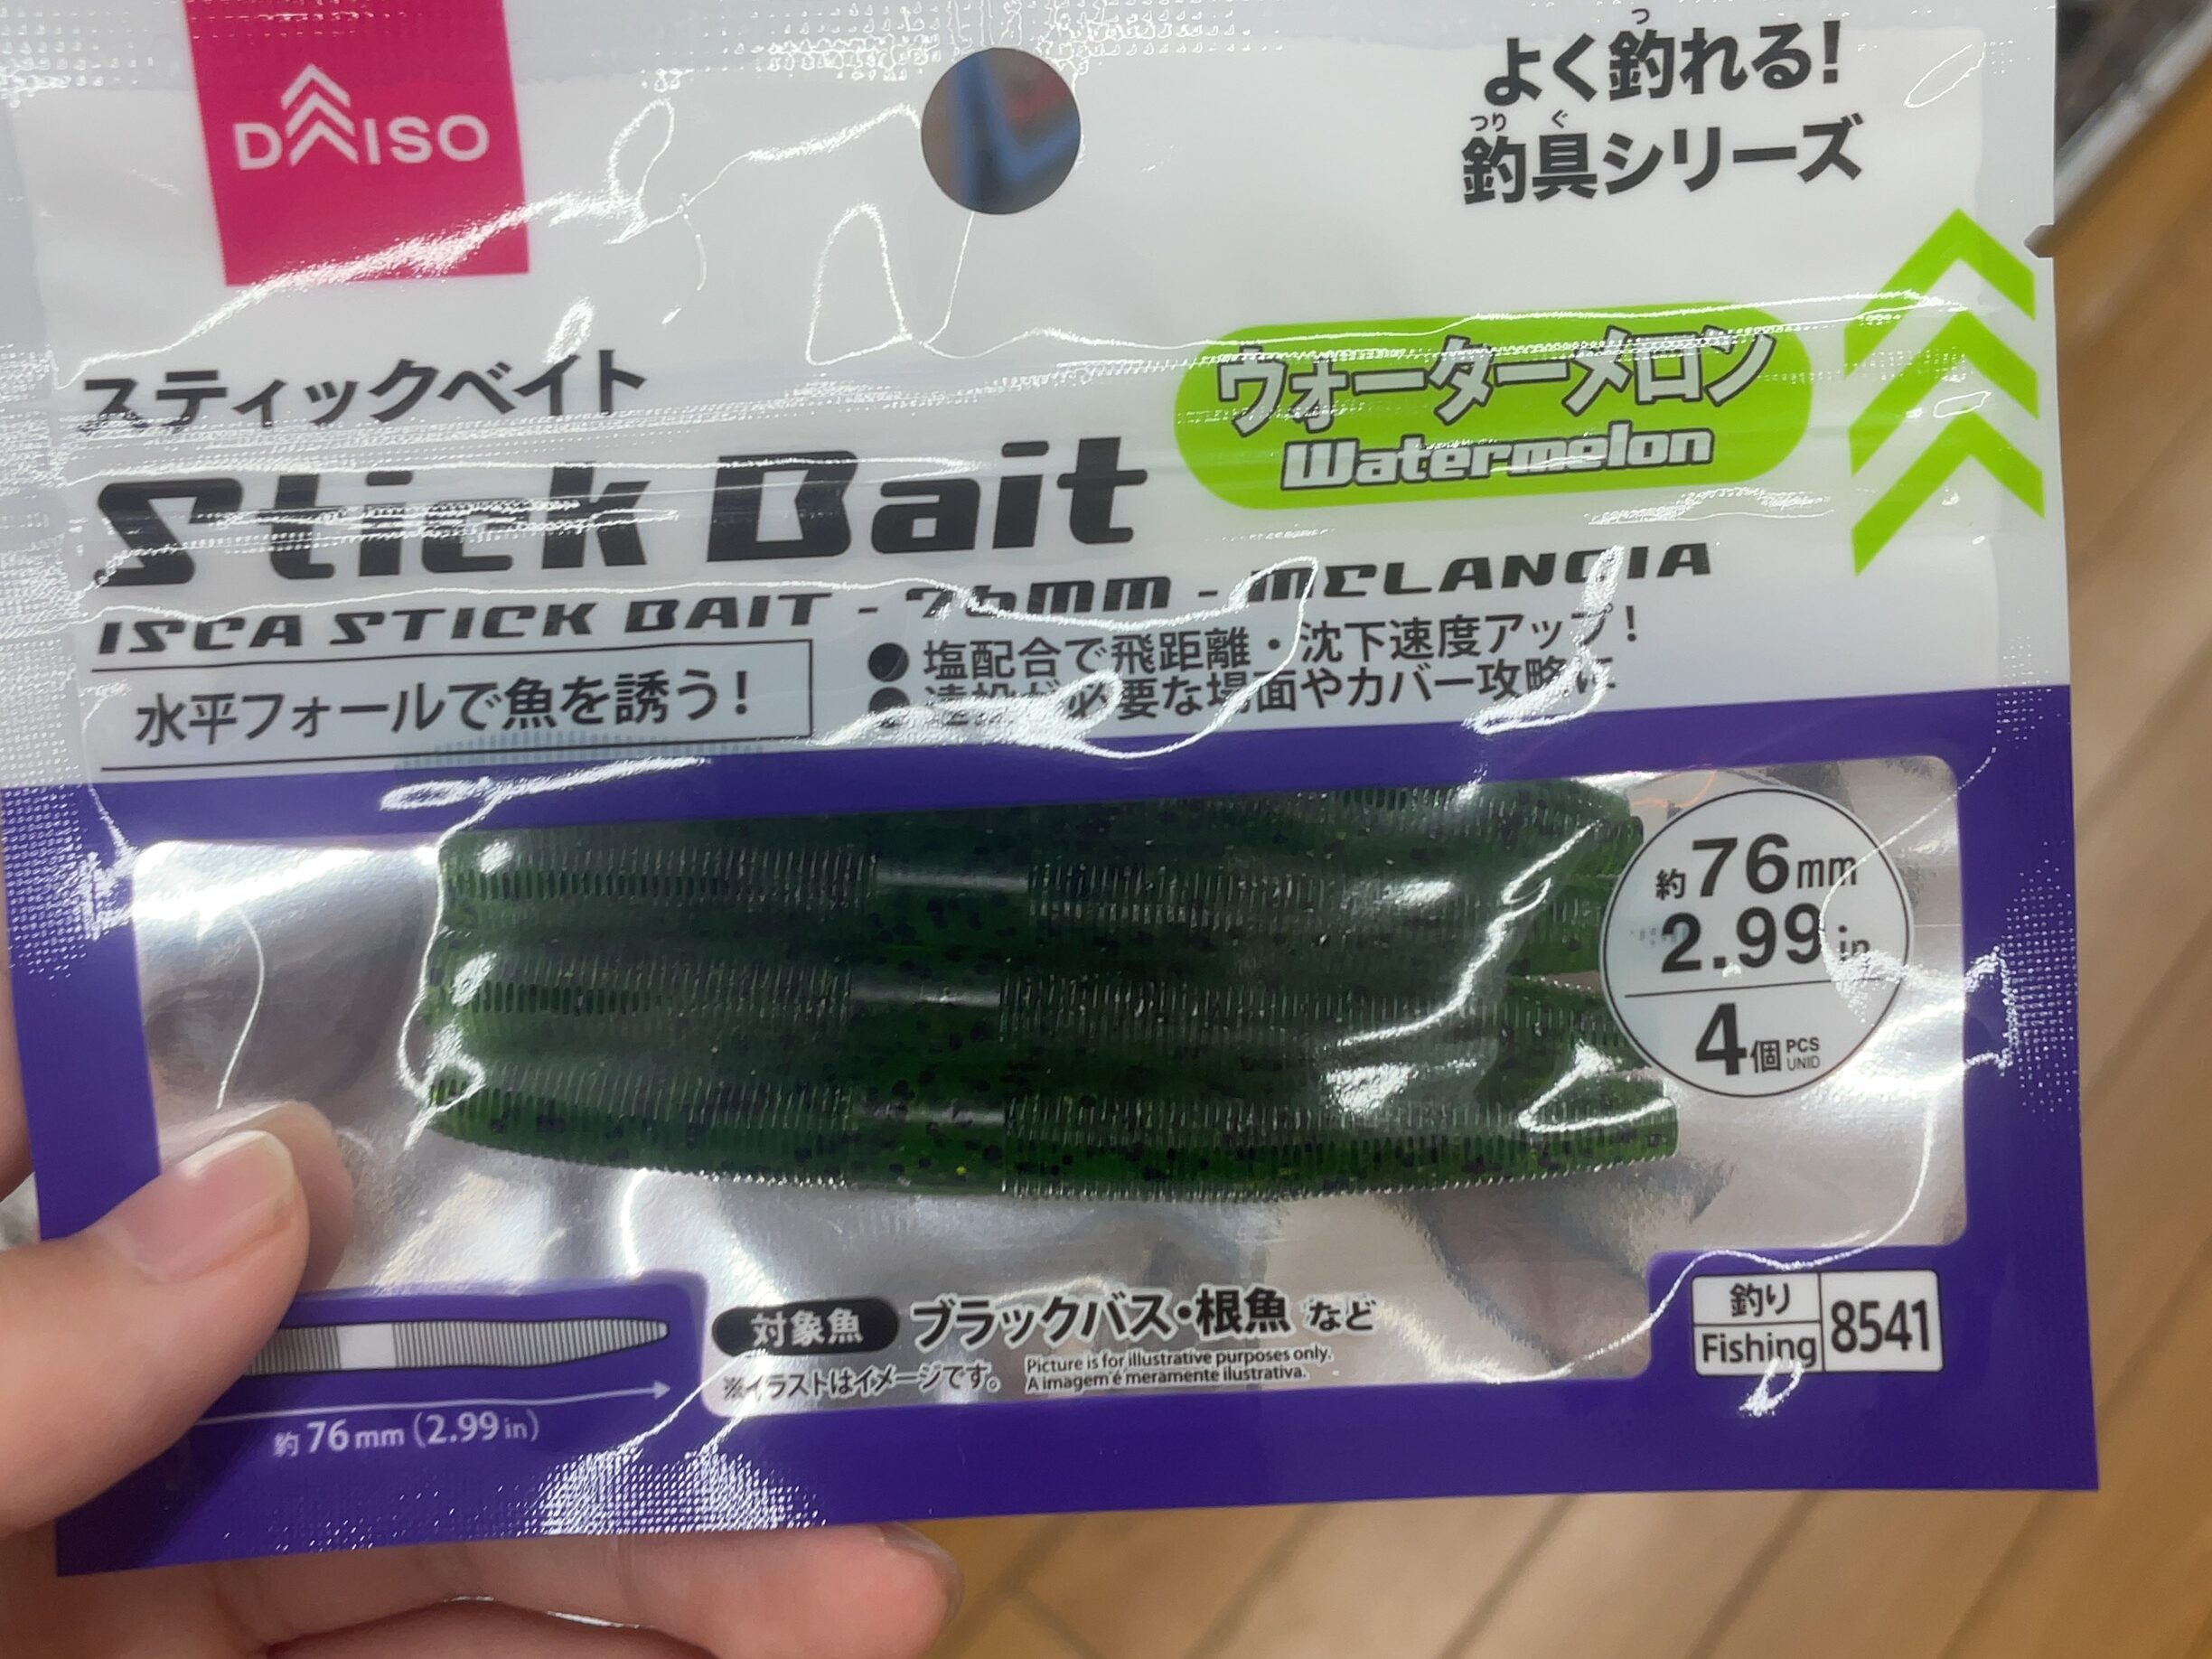 DAISO
よく釣れる!
釣具シリーズ
スティックベイト
Stick Bait
ウォーターメロン
Watermelon
ISCA STICK BAIT - 76mm - MELANCIA
水平フォールで魚を誘う!
●塩配合で飛距離・沈下速度アップ!
●遠投が必要な場面やカバー攻略に
約76mm
2.99in
4個 PCS UNID
対象魚 ブラックバス・根魚 など
※イラストはイメージです。
Picture is for illustrative purposes only.
A imagem é meramente ilustrativa.
釣り
Fishing
8541
約76mm(2.99in)